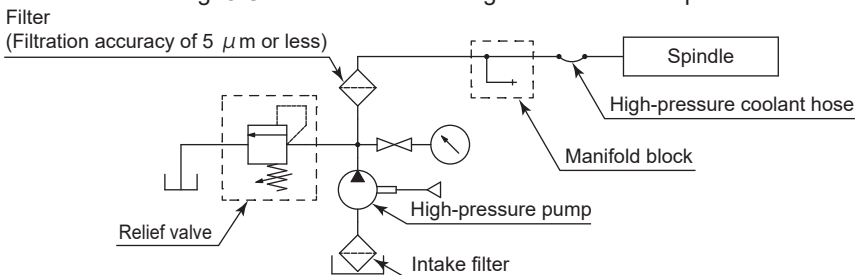 Filter
(Filtration accuracy of 5 μm or less)
Spindle
High-pressure coolant hose
Manifold block
High-pressure pump
Relief valve
Intake filter